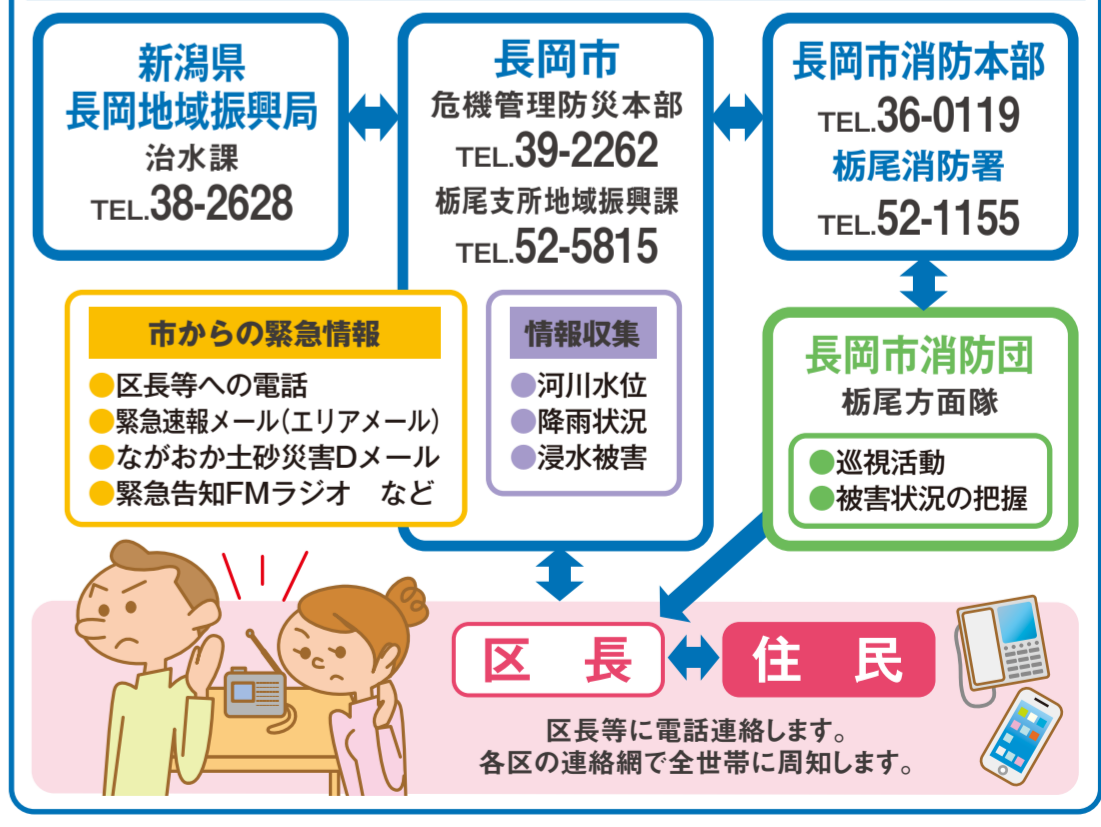 新潟県
長岡地域振興局
治水課
TEL.38-2628
長岡市
危機管理防災本部
TEL.39-2262
栃尾支所地域振興課
TEL.52-5815
長岡市消防本部
TEL.36-0119
栃尾消防署
TEL.52-1155
市からの緊急情報
●区長等への電話
●緊急速報メール(エリアメール)
●ながおか土砂災害Dメール
●緊急告知FMラジオ　など
情報収集
●河川水位
●降雨状況
●浸水被害
長岡市消防団
栃尾方面隊
●巡視活動
●被害状況の把握
区　長
住　民
区長等に電話連絡します。
各区の連絡網で全世帯に周知します。